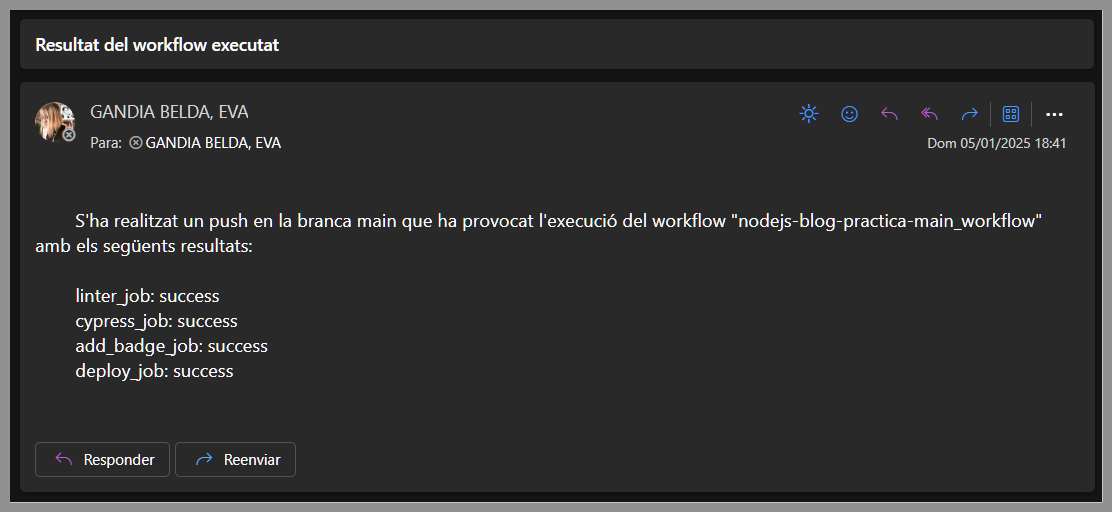 Resultat del workflow executat
GANDIA BELDA, EVA
Para: GANDIA BELDA, EVA
Dom 05/01/2025 18:41
S'ha realitzat un push en la branca main que ha provocat l'execució del workflow "nodejs-blog-practica-main_workflow"
amb els següents resultats:
linter_job: success
cypress_job: success
add_badge_job: success
deploy_job: success
Responder
Reenviar